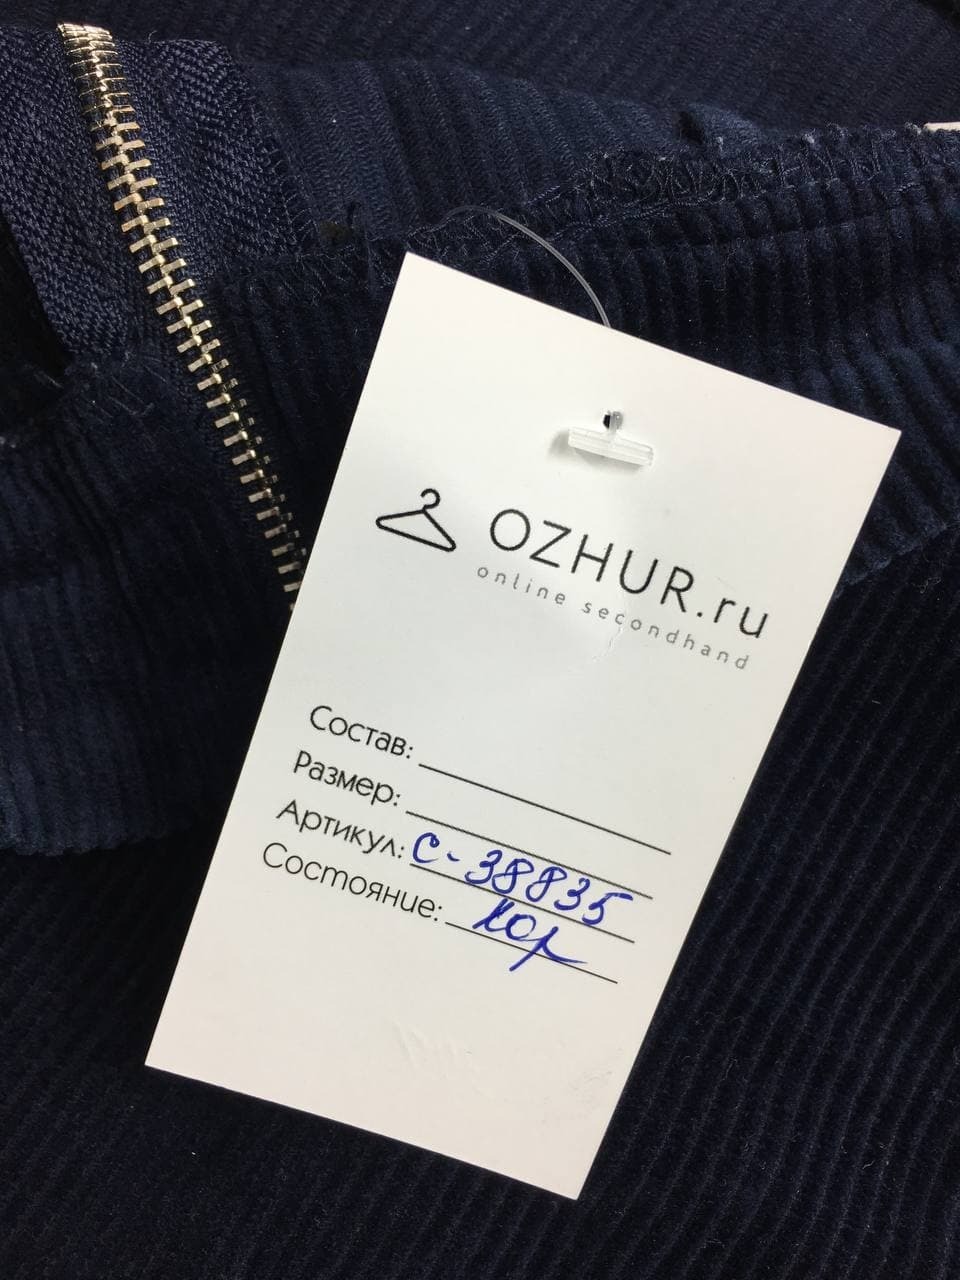 OZHUR.ru
online secondhand
Состав:
Размер:
Артикул: С-38835
Состояние: хор